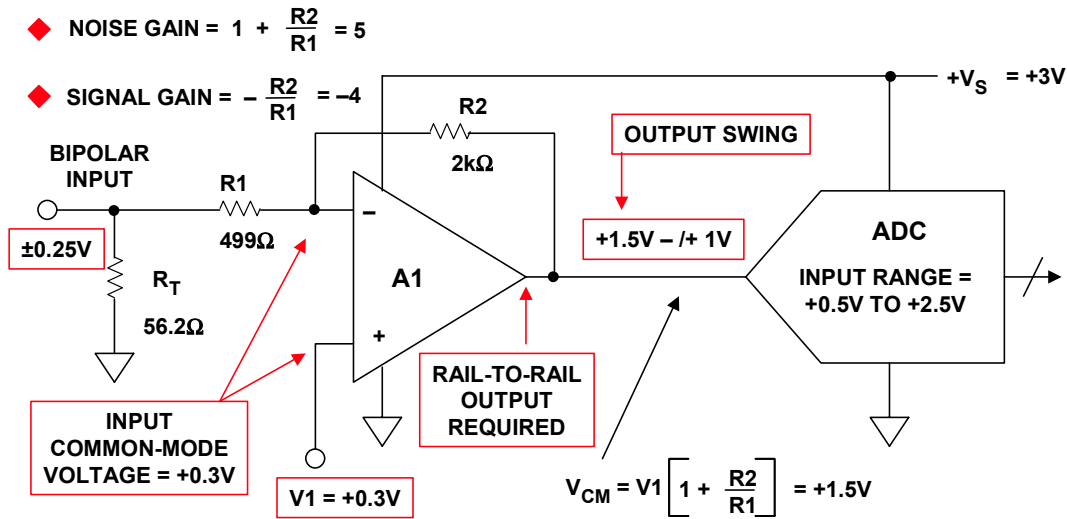 NOISE GAIN = 1 + R2/R1 = 5
SIGNAL GAIN = – R2/R1 = –4
+VS = +3V
R2
2kΩ
OUTPUT SWING
BIPOLAR
INPUT
R1
499Ω
±0.25V
RT
56.2Ω
–
A1
+
+1.5V – /+ 1V
ADC
INPUT RANGE =
+0.5V TO +2.5V
RAIL-TO-RAIL
OUTPUT
REQUIRED
INPUT
COMMON-MODE
VOLTAGE = +0.3V
V1 = +0.3V
VCM = V1 [ 1 + R2/R1 ] = +1.5V